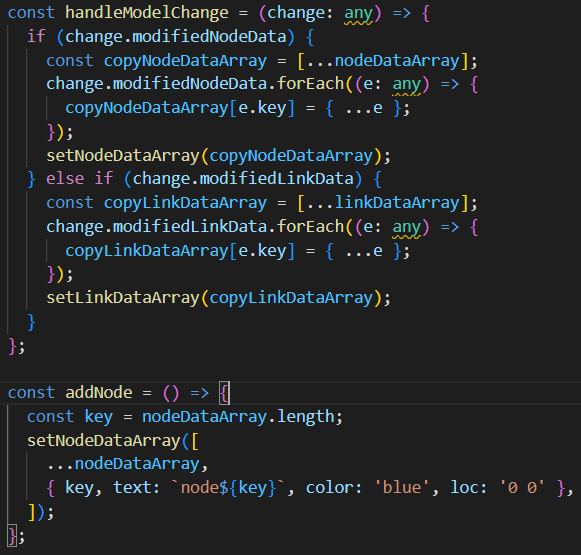 const handleModelChange = (change: any) => {
  if (change.modifiedNodeData) {
    const copyNodeDataArray = [...nodeDataArray];
    change.modifiedNodeData.forEach((e: any) => {
      copyNodeDataArray[e.key] = { ...e };
    });
    setNodeDataArray(copyNodeDataArray);
  } else if (change.modifiedLinkData) {
    const copyLinkDataArray = [...linkDataArray];
    change.modifiedLinkData.forEach((e: any) => {
      copyLinkDataArray[e.key] = { ...e };
    });
    setLinkDataArray(copyLinkDataArray);
  }
};

const addNode = () => {
  const key = nodeDataArray.length;
  setNodeDataArray([
    ...nodeDataArray,
    { key, text: `node${key}`, color: 'blue', loc: '0 0' },
  ]);
};